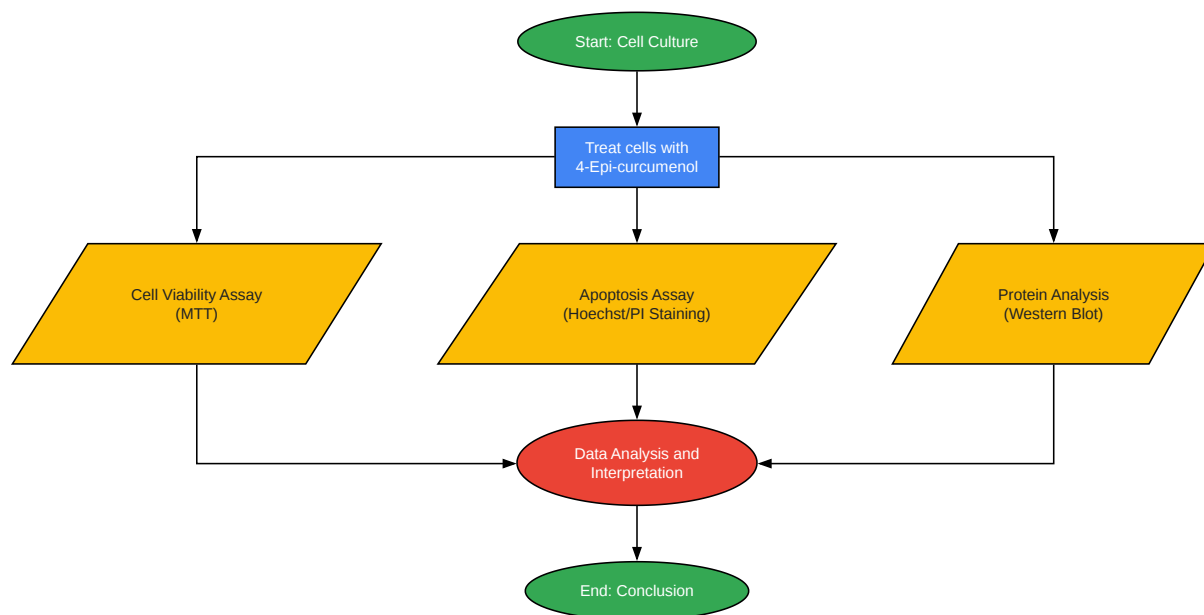 Start: Cell Culture
Treat cells with
4-Epi-curcumenol
Cell Viability Assay
(MTT)
Apoptosis Assay
(Hoechst/PI Staining)
Protein Analysis
(Western Blot)
Data Analysis and
Interpretation
End: Conclusion